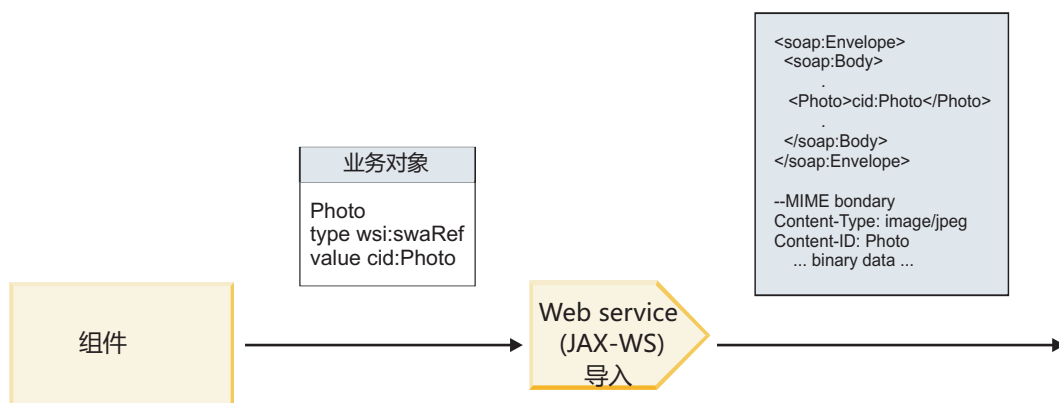 <soap:Envelope>
<soap:Body>
.
<Photo>cid:Photo</Photo>
.
</soap:Body>
</soap:Envelope>
--MIME bondary
Content-Type: image/jpeg
Content-ID: Photo
... binary data ...
业务对象
Photo
type wsi:swaRef
value cid:Photo
组件
Web service
(JAX-WS)
导入